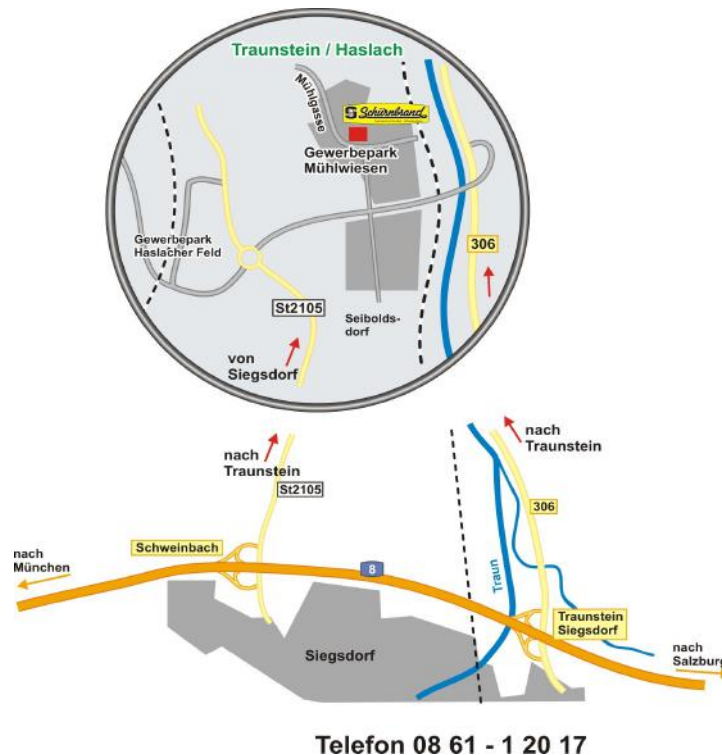 Traunstein / Haslach
Mühlgasse
Schürnbrand
Gewerbepark
Mühlwiesen
Gewerbepark
Haslacher Feld
306
St2105
Seibolds-
dorf
von
Siegsdorf
nach
Traunstein
St2105
nach
Traunstein
306
Schweinbach
nach
München
8
Traun
Traunstein
Siegsdorf
Siegsdorf
nach
Salzburg
Telefon 08 61 - 1 20 17